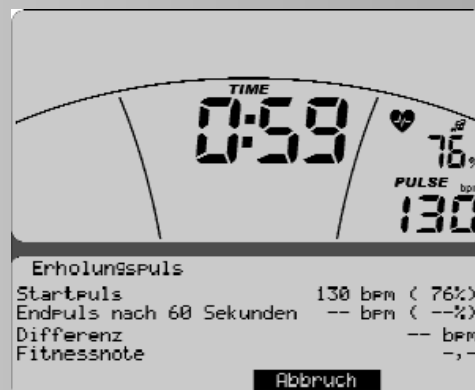 TIME
0:59
76%
PULSE bpm
130
Erholungspuls
Startpuls 130 bpm ( 76%)
Endpuls nach 60 Sekunden -- bpm ( --%)
Differenz -- bpm
Fitnessnote -,-
Abbruch